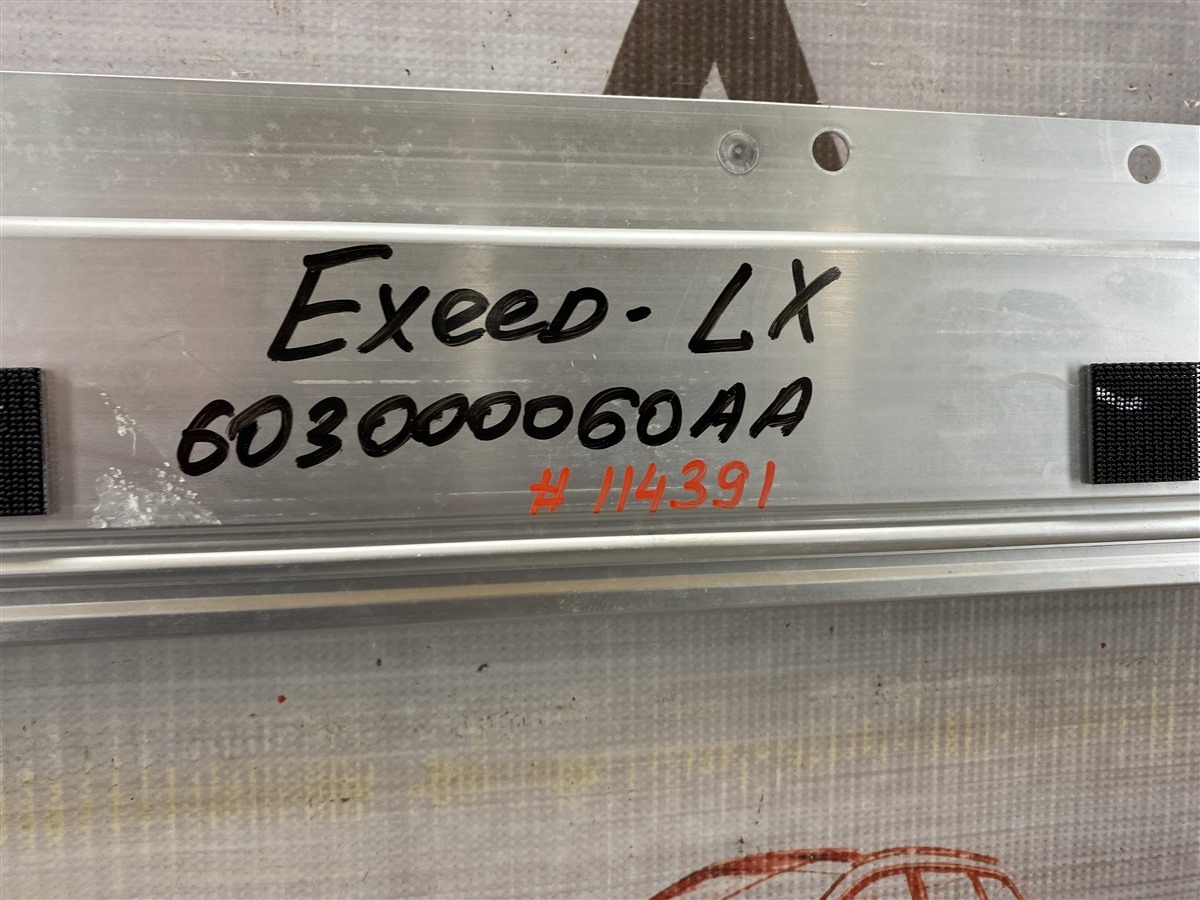 Exeed - LX
603000060AA
# 114391